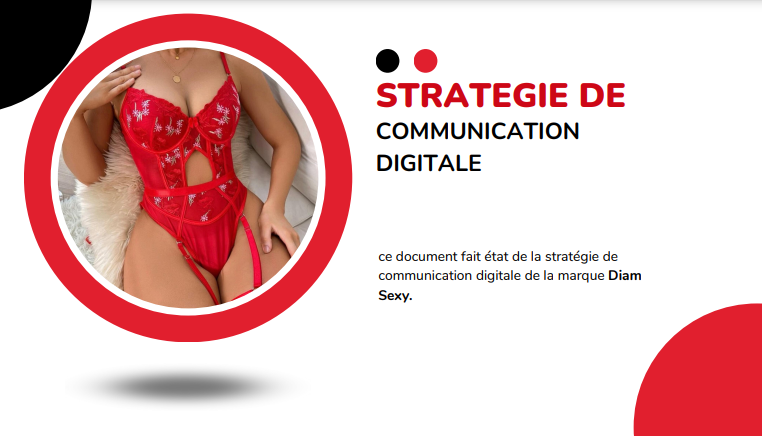 STRATEGIE DE
COMMUNICATION
DIGITALE
ce document fait état de la stratégie de
communication digitale de la marque Diam
Sexy.